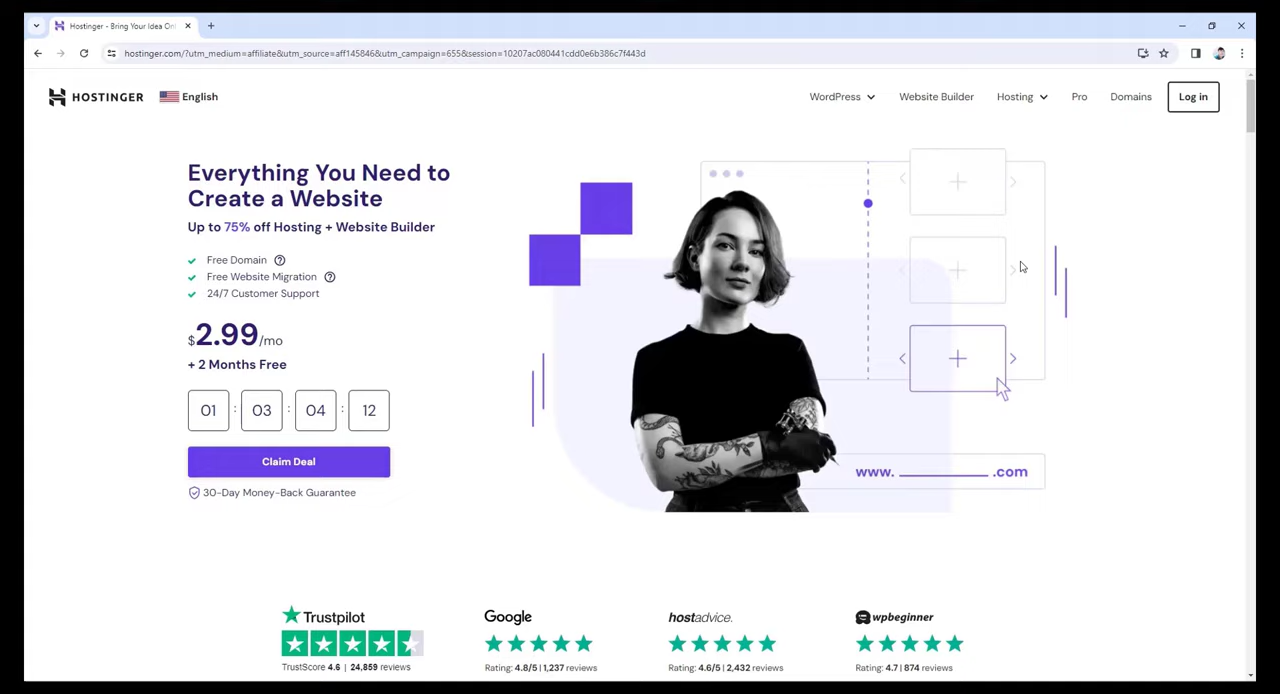 Hostinger - Bring Your Idea Onl
hostinger.com/?utm_medium=affiliate&utm_source=aff145846&utm_campaign=655&session=10207ac080441cdd0e6b386c7f443d
HOSTINGER English WordPress Website Builder Hosting Pro Domains Log in
Everything You Need to
Create a Website
Up to 75% off Hosting + Website Builder
Free Domain
Free Website Migration
24/7 Customer Support
$2.99/mo
+ 2 Months Free
01 : 03 : 04 : 12
Claim Deal
30-Day Money-Back Guarantee
www. ____________ .com
Trustpilot
TrustScore 4.6 | 24,859 reviews
Google
Rating: 4.8/5 | 1,237 reviews
hostadvice.
Rating: 4.6/5 | 2,432 reviews
wpbeginner
Rating: 4.7 | 874 reviews